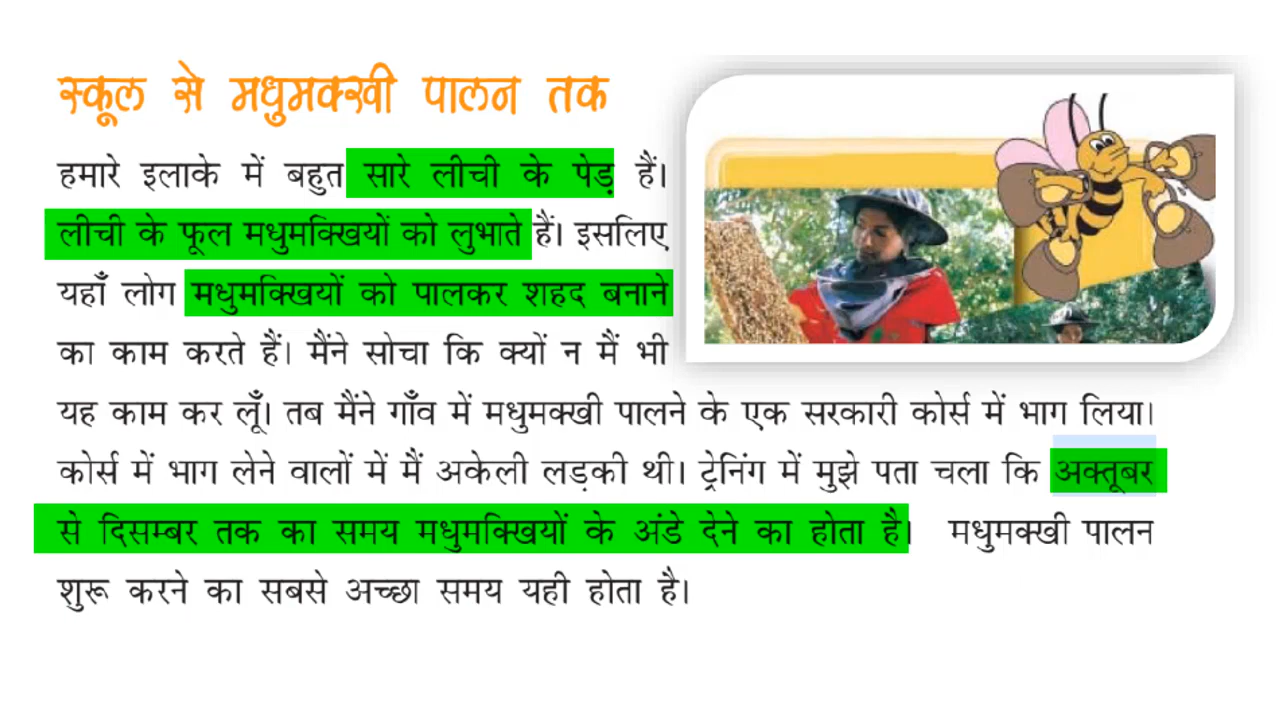 स्कूल से मधुमक्खी पालन तक
हमारे इलाके में बहुत सारे लीची के पेड़ हैं।
लीची के फूल मधुमक्खियों को लुभाते हैं। इसलिए
यहाँ लोग मधुमक्खियों को पालकर शहद बनाने
का काम करते हैं। मैंने सोचा कि क्यों न मैं भी
यह काम कर लूँ। तब मैंने गाँव में मधुमक्खी पालने के एक सरकारी कोर्स में भाग लिया।
कोर्स में भाग लेने वालों में मैं अकेली लड़की थी। ट्रेनिंग में मुझे पता चला कि अक्तूबर
से दिसम्बर तक का समय मधुमक्खियों के अंडे देने का होता है। मधुमक्खी पालन
शुरू करने का सबसे अच्छा समय यही होता है।